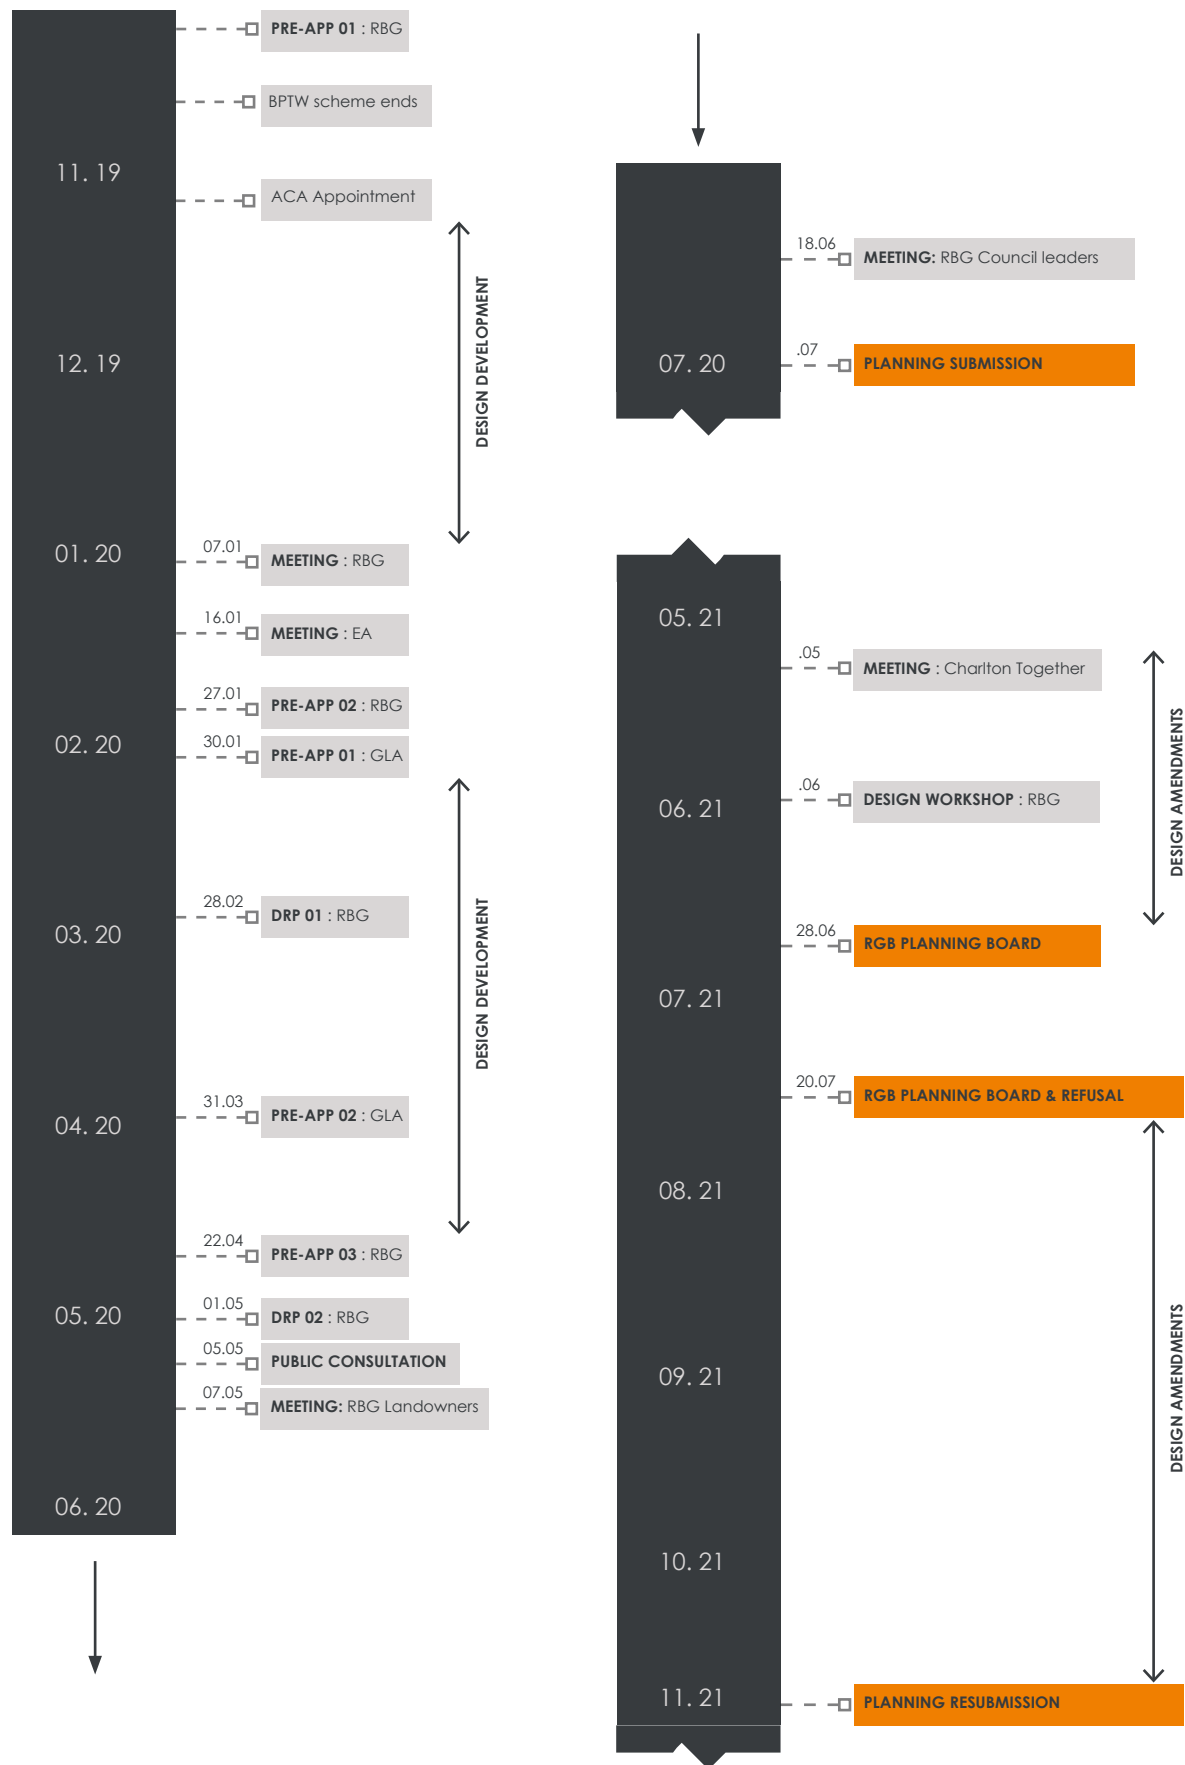 PRE-APP 01 : RBG
BPTW scheme ends
11. 19
ACA Appointment
DESIGN DEVELOPMENT
12. 19
01. 20
07.01
MEETING : RBG
16.01
MEETING : EA
27.01
PRE-APP 02 : RBG
02. 20
30.01
PRE-APP 01 : GLA
28.02
DRP 01 : RBG
03. 20
DESIGN DEVELOPMENT
31.03
PRE-APP 02 : GLA
04. 20
22.04
PRE-APP 03 : RBG
05. 20
01.05
DRP 02 : RBG
05.05
PUBLIC CONSULTATION
07.05
MEETING: RBG Landowners
06. 20
18.06
MEETING: RBG Council leaders
07. 20
.07
PLANNING SUBMISSION
05. 21
.05
MEETING : Charlton Together
DESIGN AMENDMENTS
06. 21
.06
DESIGN WORKSHOP : RBG
28.06
RGB PLANNING BOARD
07. 21
20.07
RGB PLANNING BOARD & REFUSAL
08. 21
DESIGN AMENDMENTS
09. 21
10. 21
11. 21
PLANNING RESUBMISSION